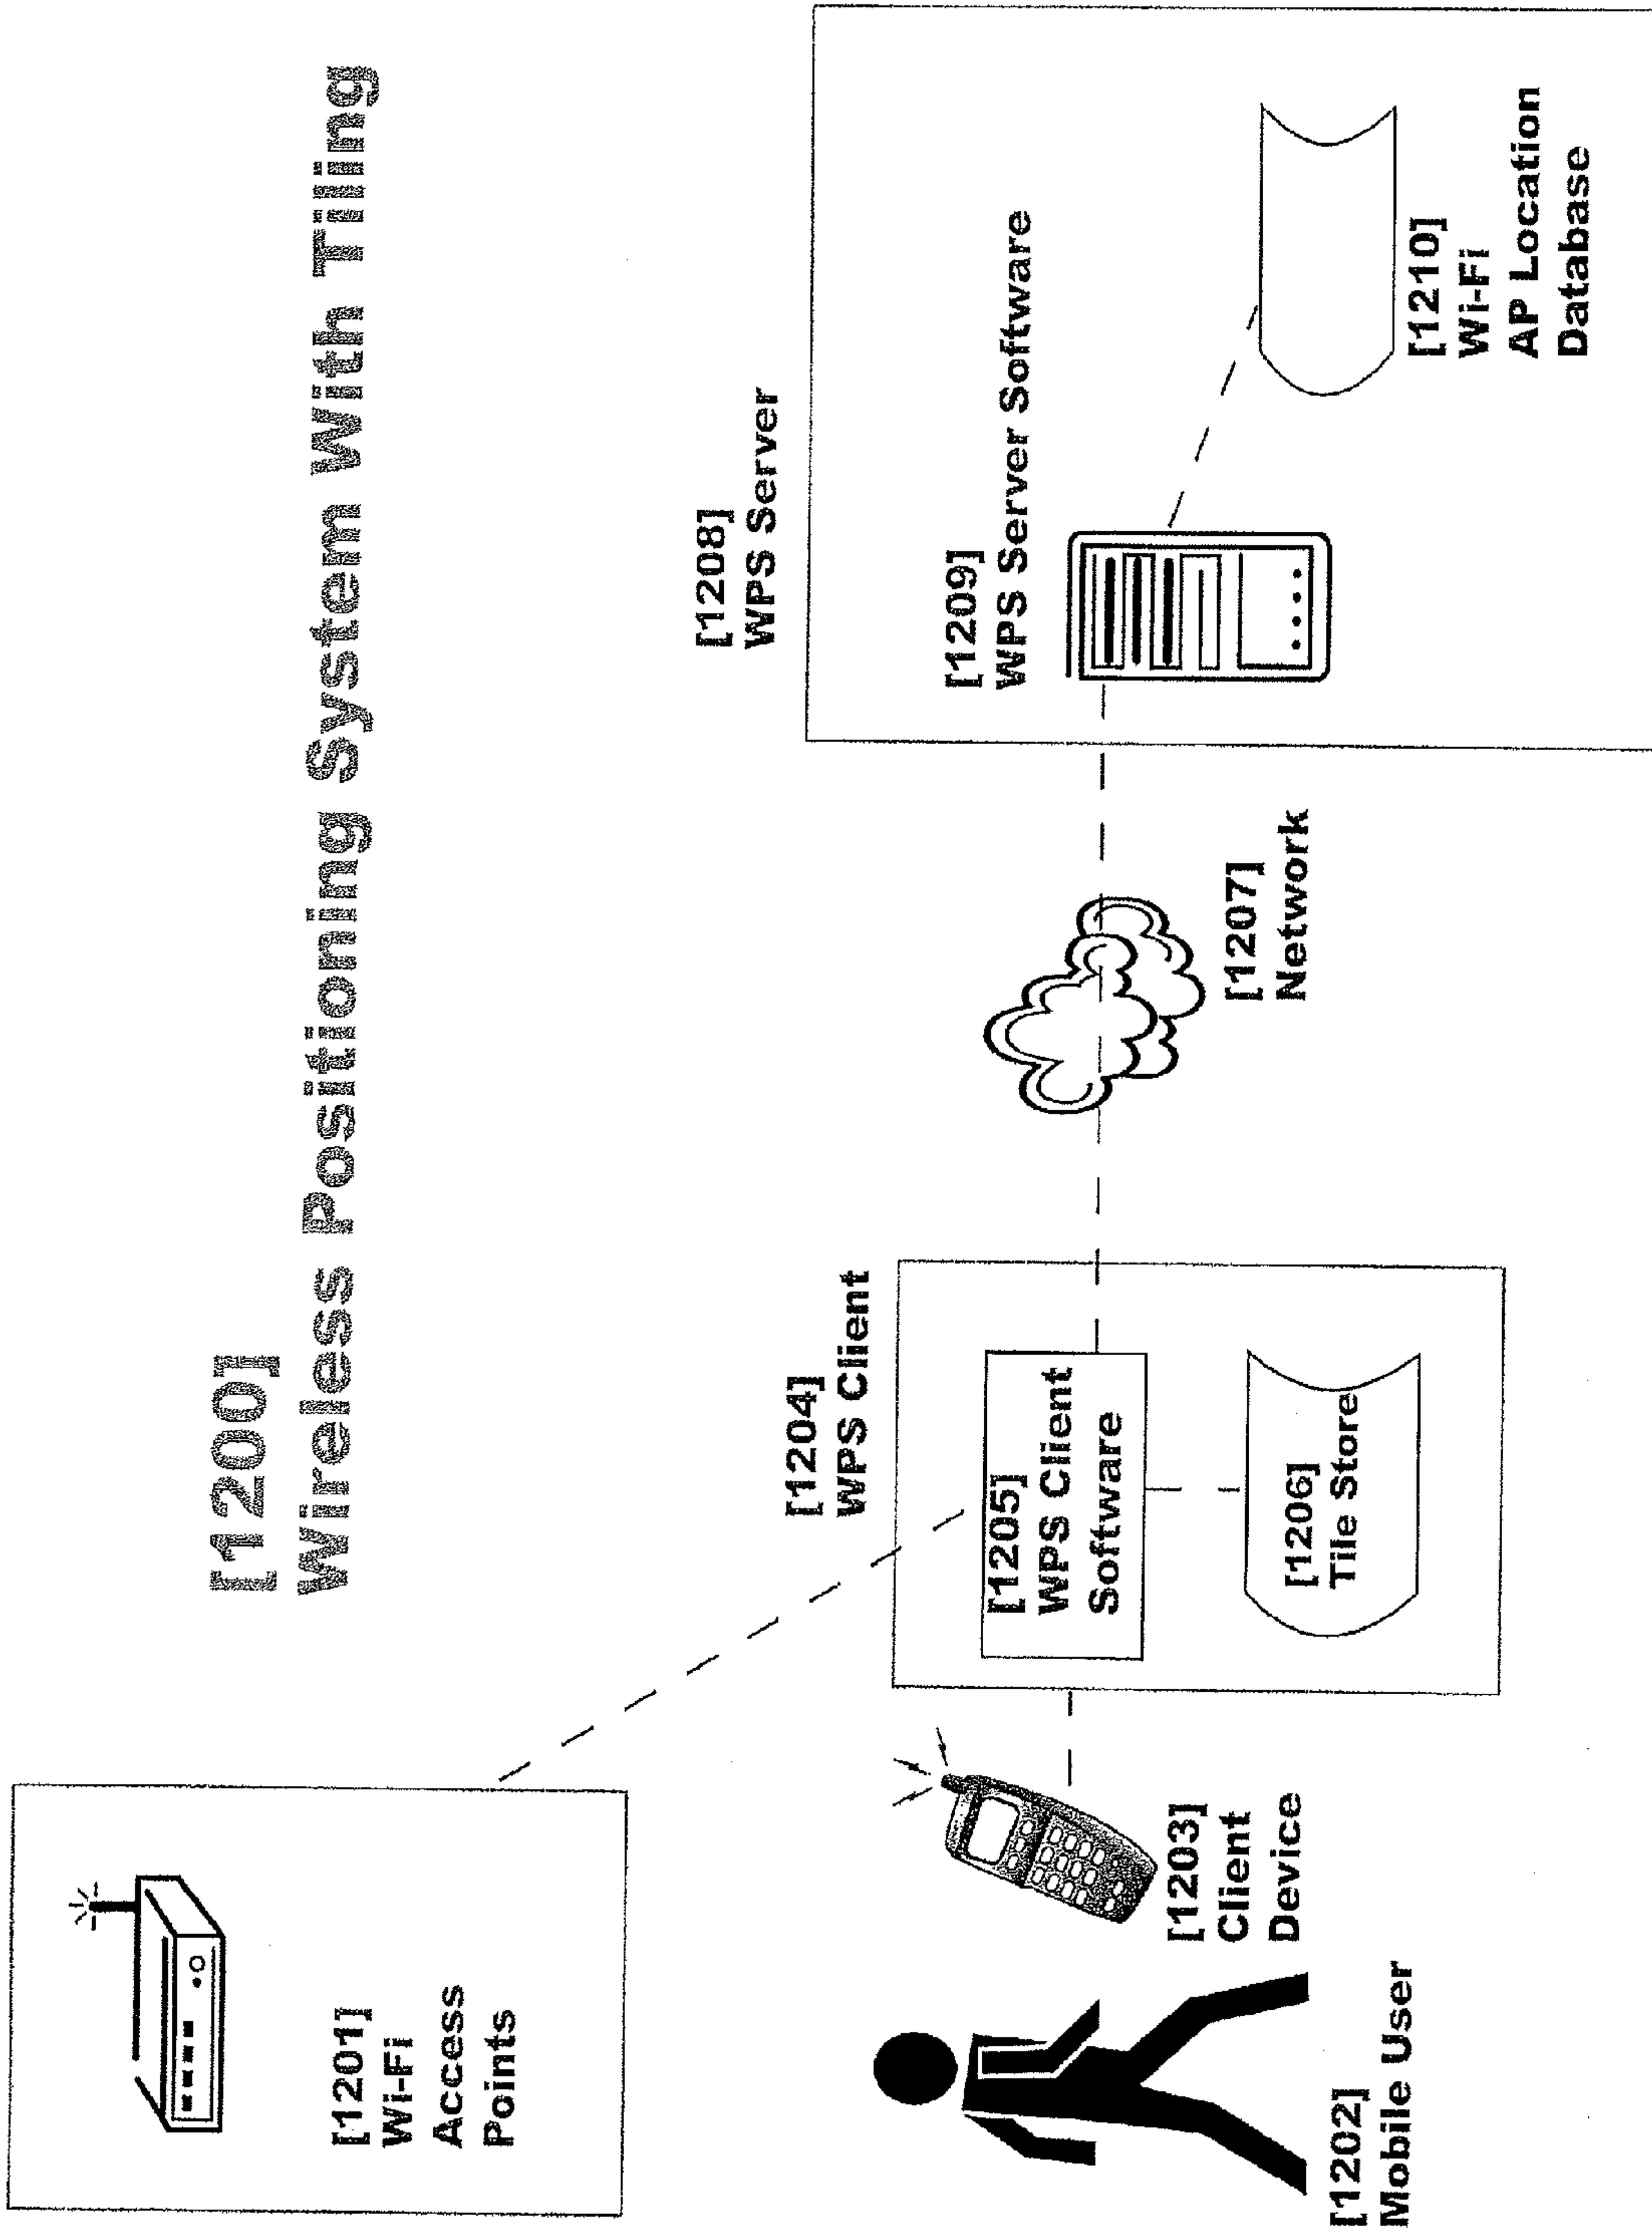 [1200]
Wireless Positioning System With Tiling
[1201]
Wi-Fi
Access
Points
[1202]
Mobile User
[1203]
Client
Device
[1204]
WPS Client
[1205]
WPS Client
Software
[1206]
Tile Store
[1207]
Network
[1208]
WPS Server
[1209]
WPS Server Software
[1210]
Wi-Fi
AP Location
Database